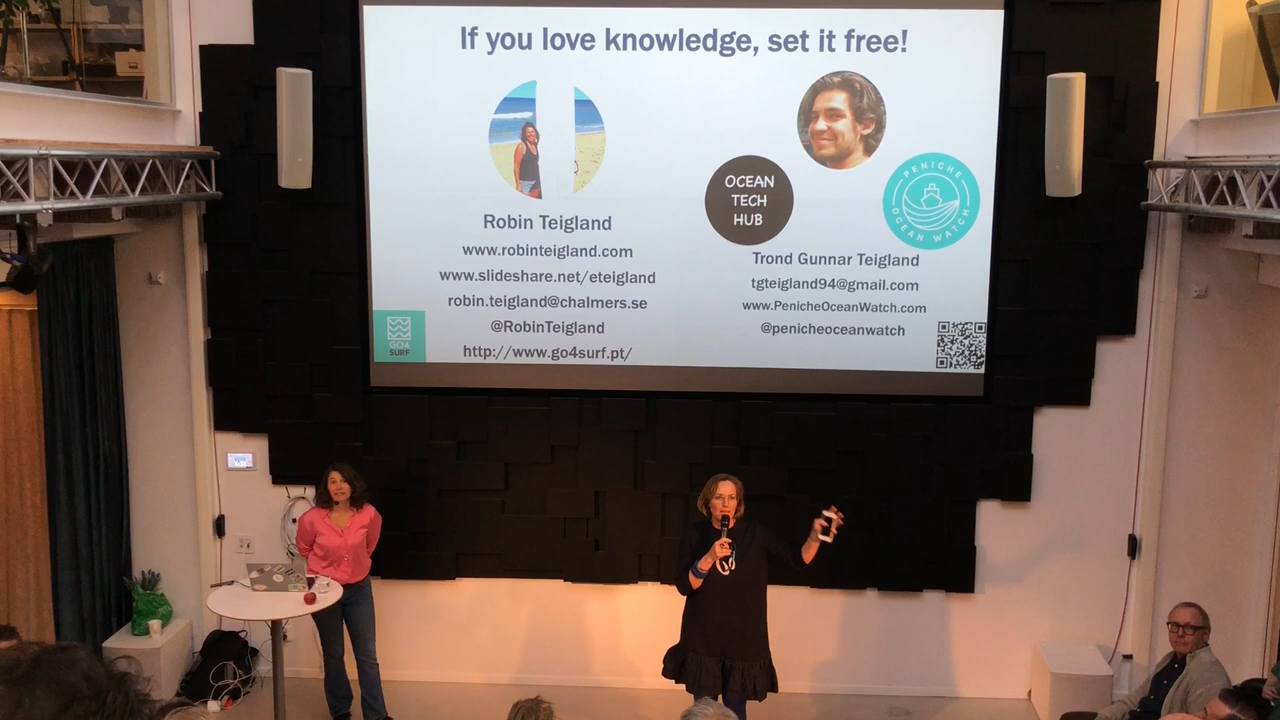 If you love knowledge, set it free!
Robin Teigland
www.robinteigland.com
www.slideshare.net/eteigland
robin.teigland@chalmers.se
@RobinTeigland
http://www.go4surf.pt/
GO4
SURF
OCEAN
TECH
HUB
PENICHE
OCEAN WATCH
Trond Gunnar Teigland
tgteigland94@gmail.com
www.PenicheOceanWatch.com
@penicheoceanwatch